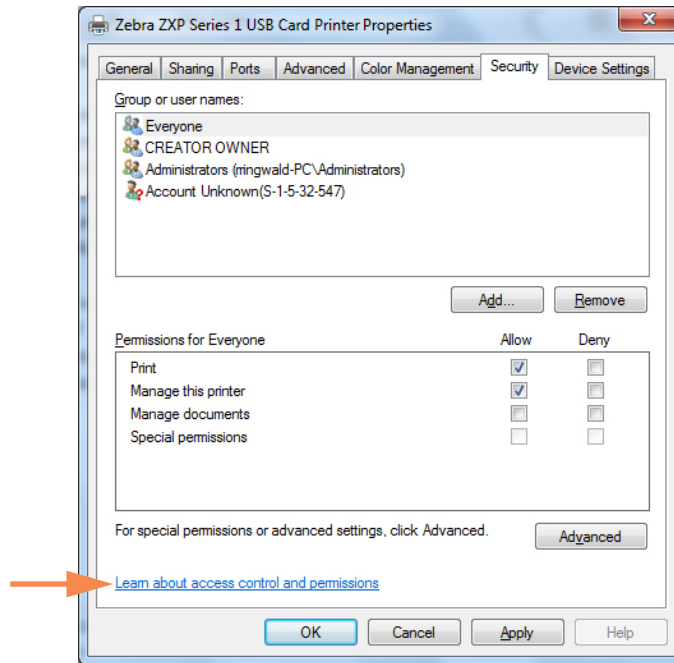 Zebra ZXP Series 1 USB Card Printer Properties
General Sharing Ports Advanced Color Management Security Device Settings
Group or user names:
Everyone
CREATOR OWNER
Administrators (mingwald-PC\Administrators)
Account Unknown(S-1-5-32-547)
Add... Remove
Permissions for Everyone Allow Deny
Print
Manage this printer
Manage documents
Special permissions
For special permissions or advanced settings, click Advanced. Advanced
Learn about access control and permissions
OK Cancel Apply Help